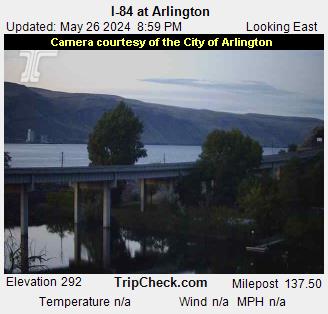 I-84 at Arlington
Updated: May 26 2024 8:59 PM Looking East
Camera courtesy of the City of Arlington
Elevation 292 TripCheck.com Milepost 137.50
Temperature n/a Wind n/a MPH n/a